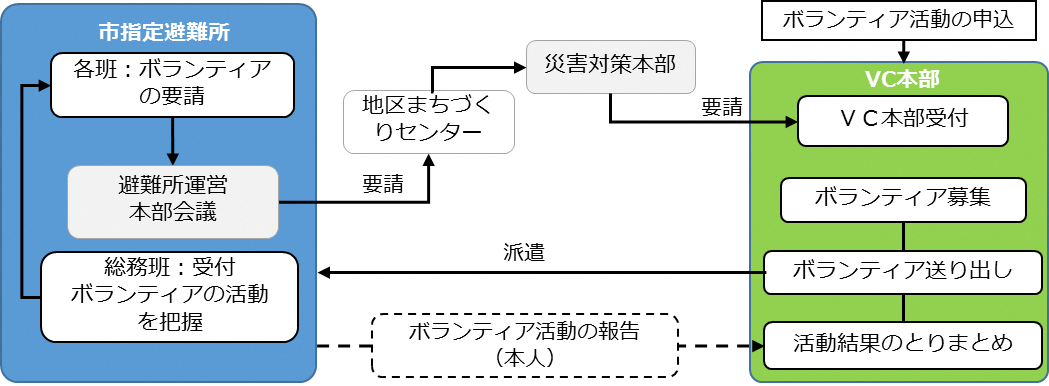 市指定避難所
各班：ボランティア
の要請
避難所運営
本部会議
総務班：受付
ボランティアの活動
を把握
要請
地区まちづく
りセンター
災害対策本部
要請
ボランティア活動の申込
VC本部
ＶＣ本部受付
ボランティア募集
派遣
ボランティア送り出し
ボランティア活動の報告
（本人）
活動結果のとりまとめ